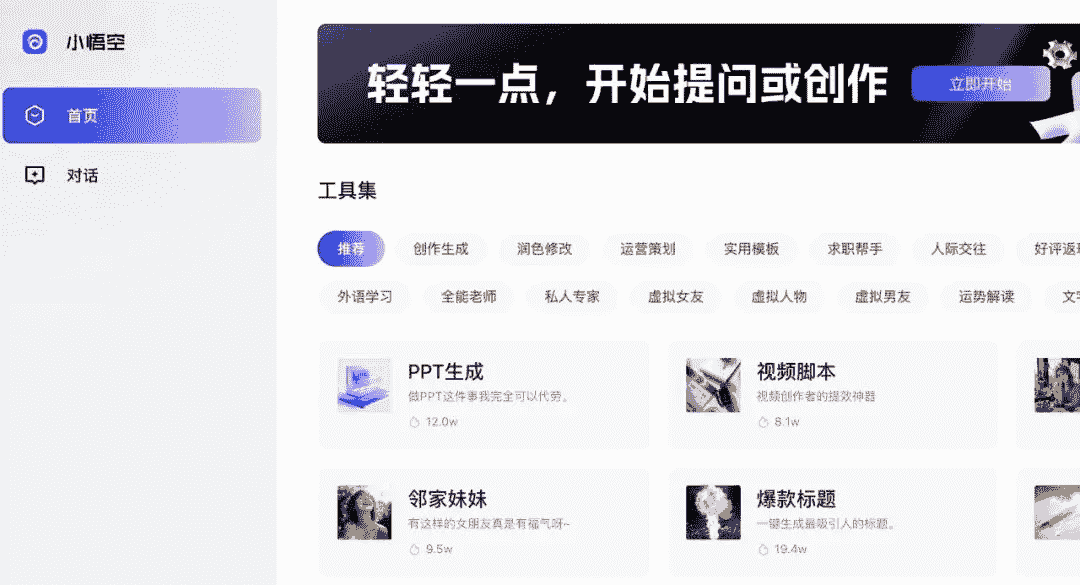 小悟空
首页
对话
轻轻一点，开始提问或创作
立即开始
工具集
推荐 创作生成 润色修改 运营策划 实用模板 求职帮手 人际交往 好评返
外语学习 全能老师 私人专家 虚拟女友 虚拟人物 虚拟男友 运势解读 文
PPT生成
做PPT这件事我完全可以代劳。
12.0w
视频脚本
视频创作者的提效神器
8.1w
邻家妹妹
有这样的女朋友真是有福气呀~
9.5w
爆款标题
一键生成最吸引人的标题。
19.4w